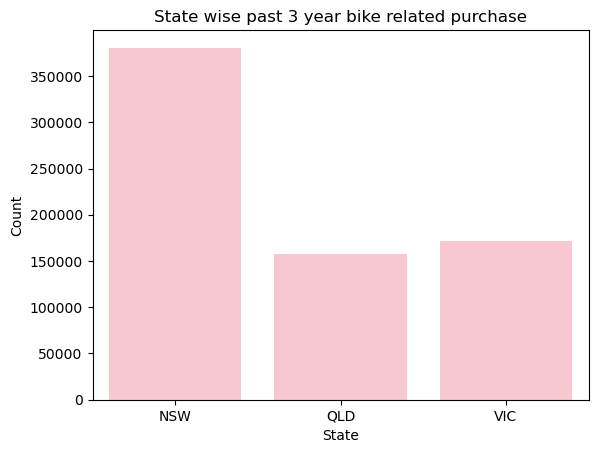 State wise past 3 year bike related purchase
350000
300000
250000
200000
150000
100000
50000
0
Count
NSW
QLD
VIC
State